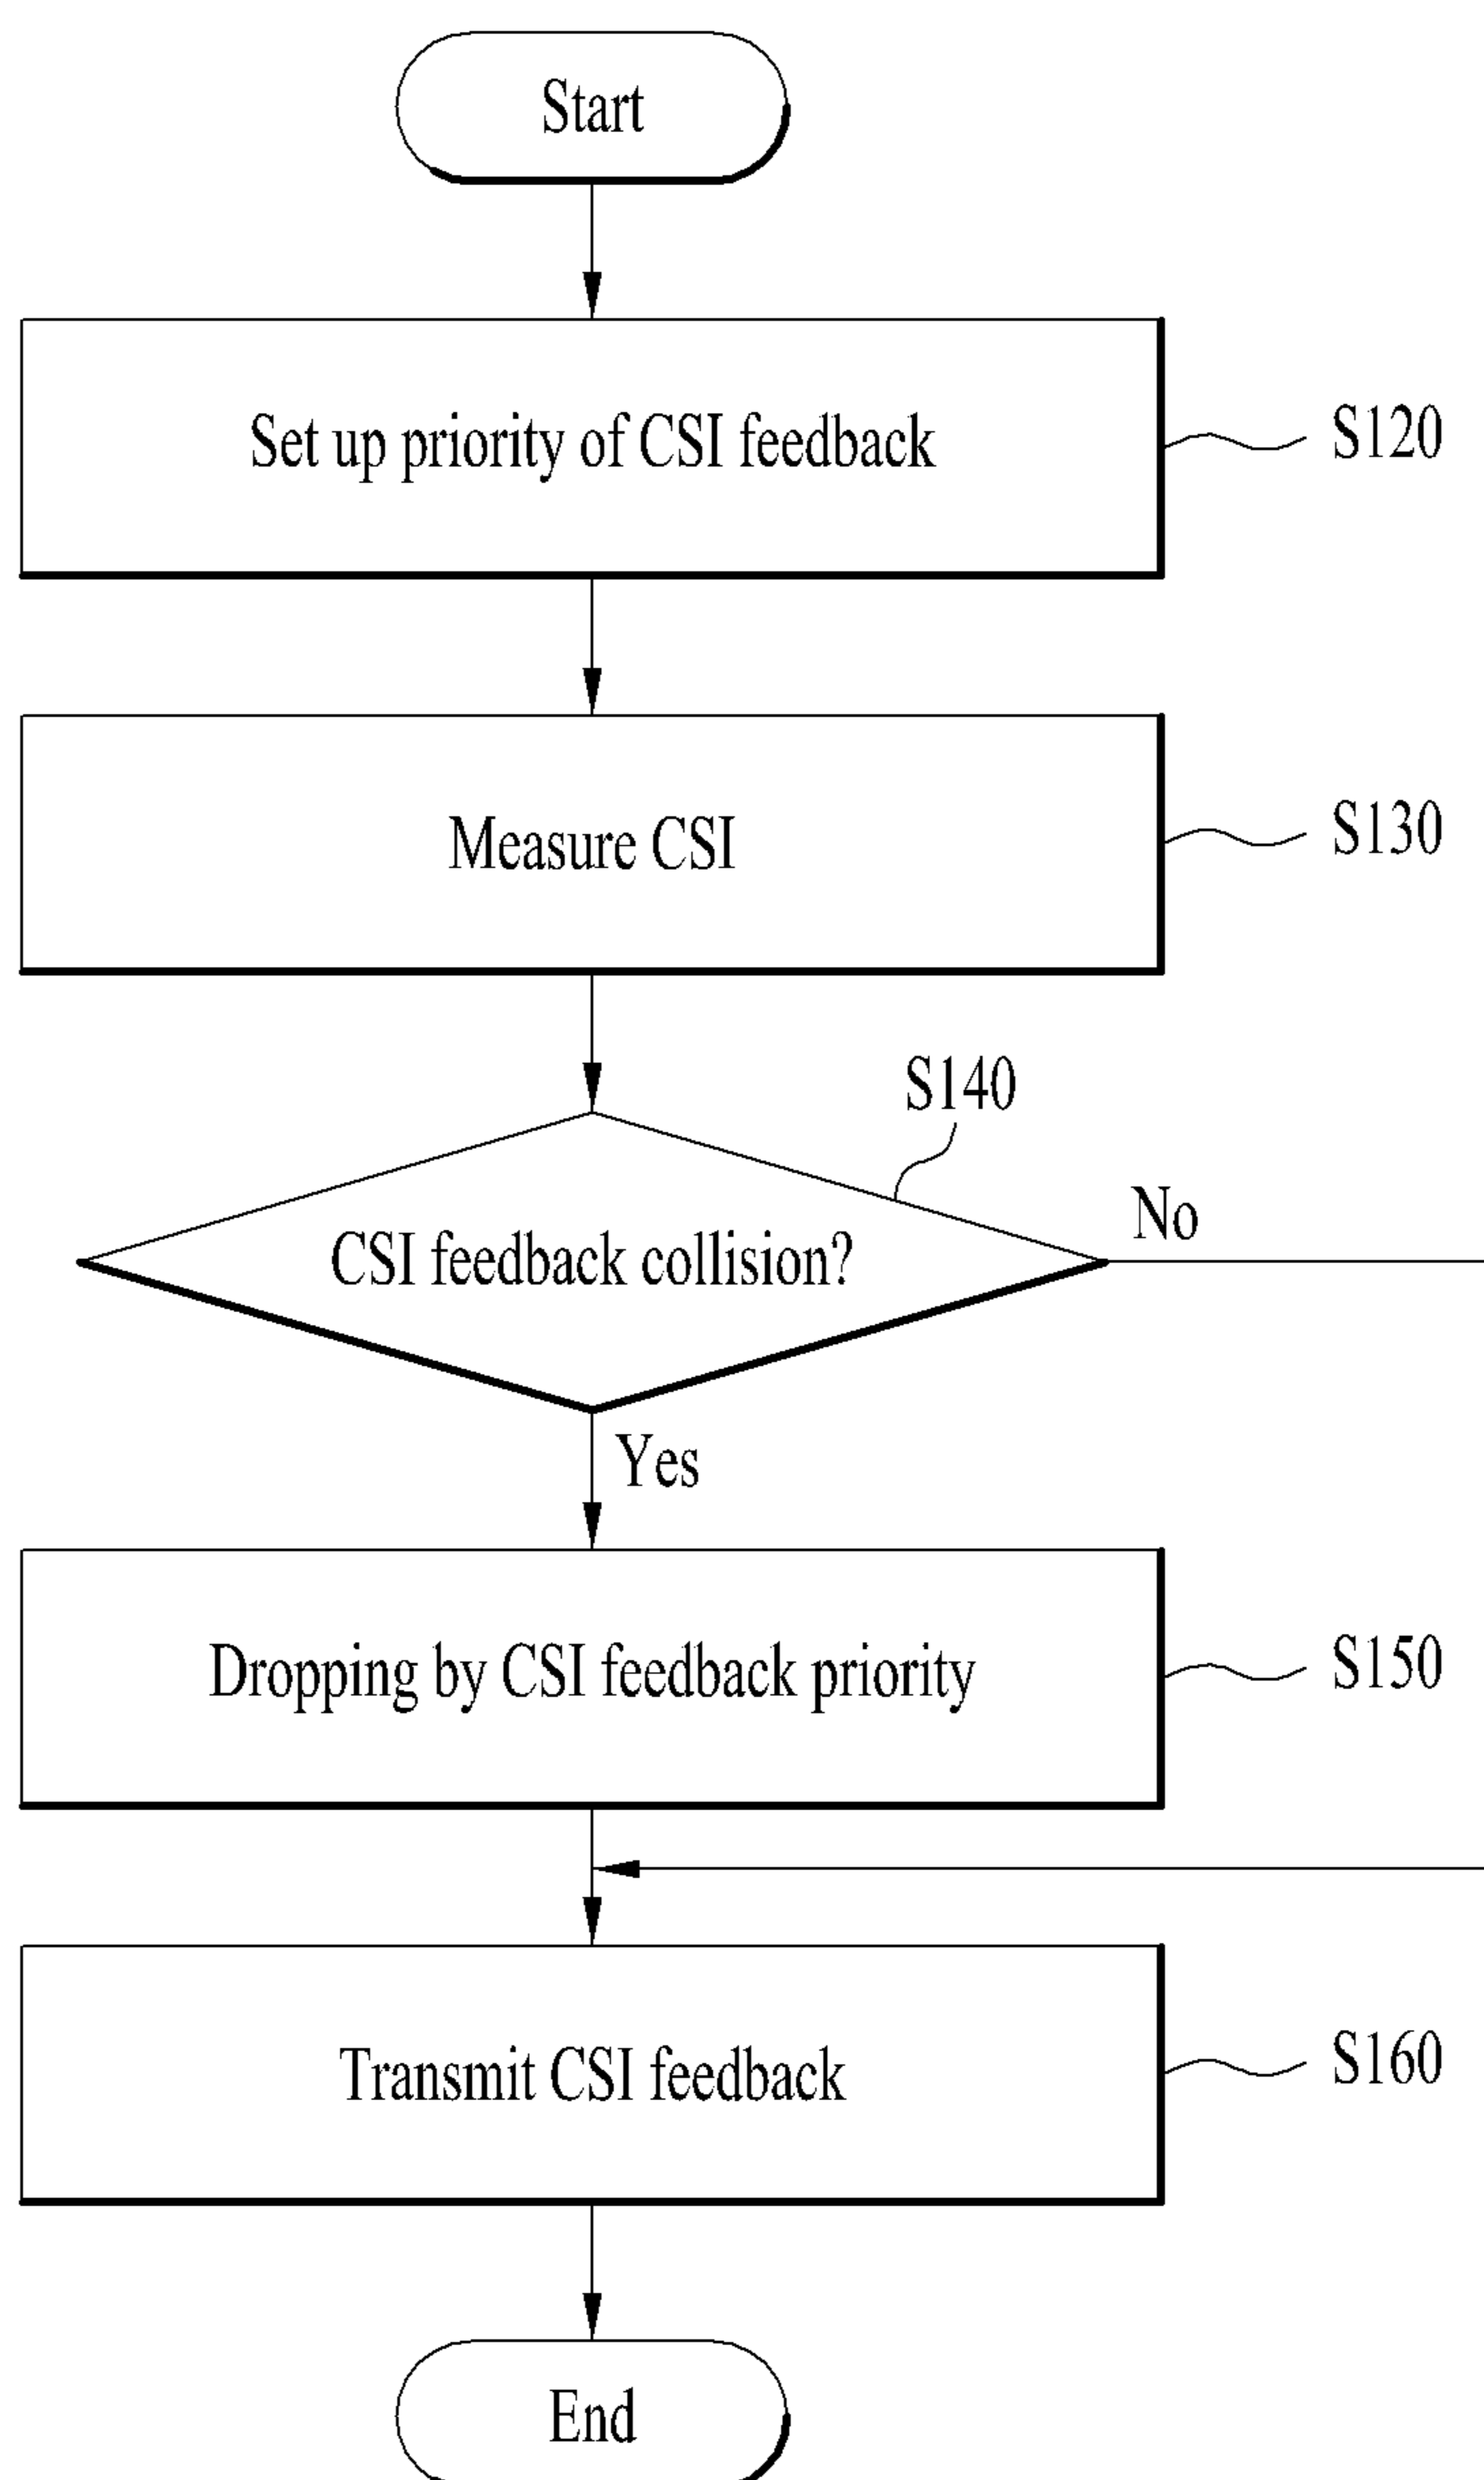 Start
Set up priority of CSI feedback
S120
Measure CSI
S130
S140
CSI feedback collision?
No
Yes
Dropping by CSI feedback priority
S150
Transmit CSI feedback
S160
End